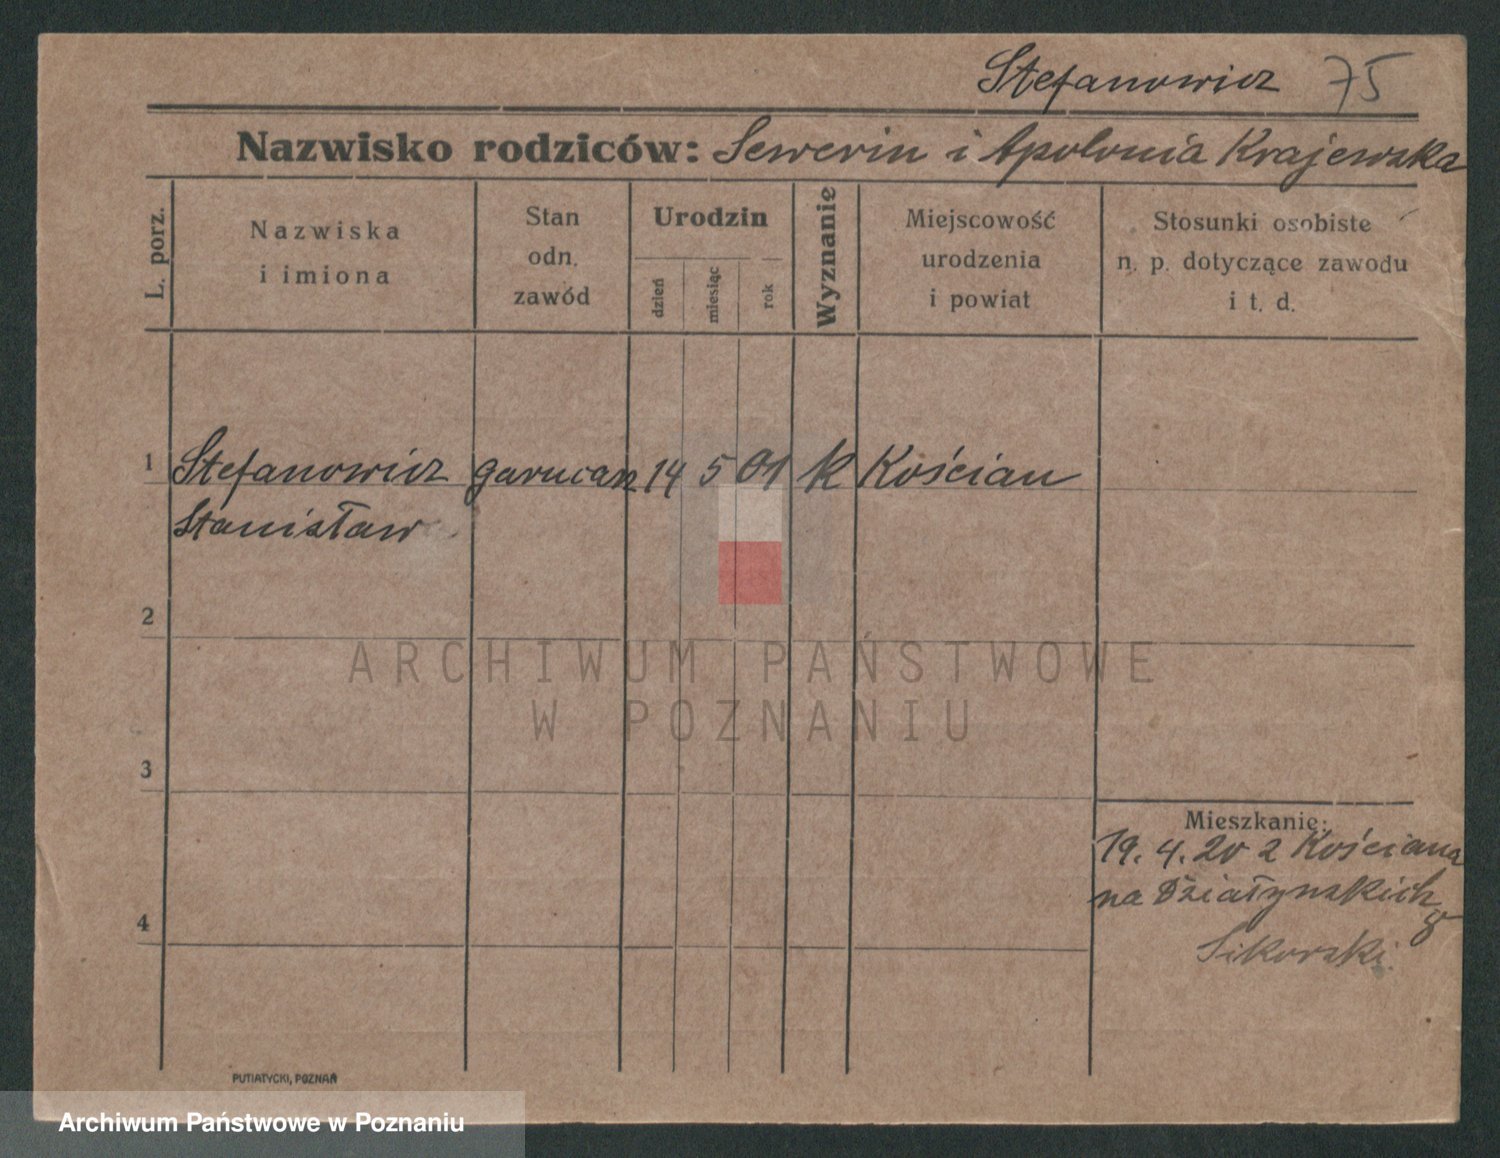 Stefanowicz 75
Nazwisko rodziców: Sewerin i Apolonia Krajewska
L. porz.
Nazwiska
i imiona
Stan
odn.
zawód
Urodzin
dzień
miesiąc
rok
Wyznanie
Miejscowość
urodzenia
i powiat
Stosunki osobiste
n. p. dotyczące zawodu
i t. d.
1 Stefanowicz garncarz 14 5 01 k Kościan
Stanisław
2
ARCHIWUM PAŃSTWOWE
W POZNANIU
3
Mieszkanie:
19. 4. 20 z Kościana
na Działynskich
8
Sikorski
4
PUTIATYCKI, POZNAŃ
Archiwum Państwowe w Poznaniu